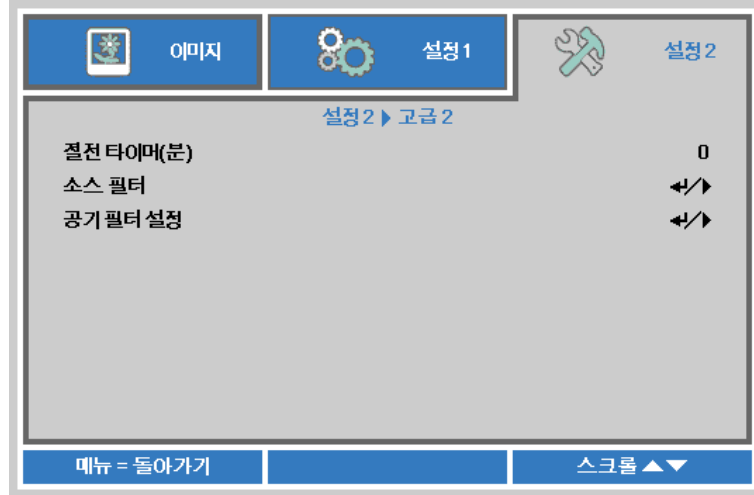 이미지
설정 1
설정 2
설정 2 ▶ 고급 2
절전 타이머(분) 0
소스 필터 ↵/▶
공기 필터 설정 ↵/▶
메뉴 = 돌아가기
스크롤 ▲▼